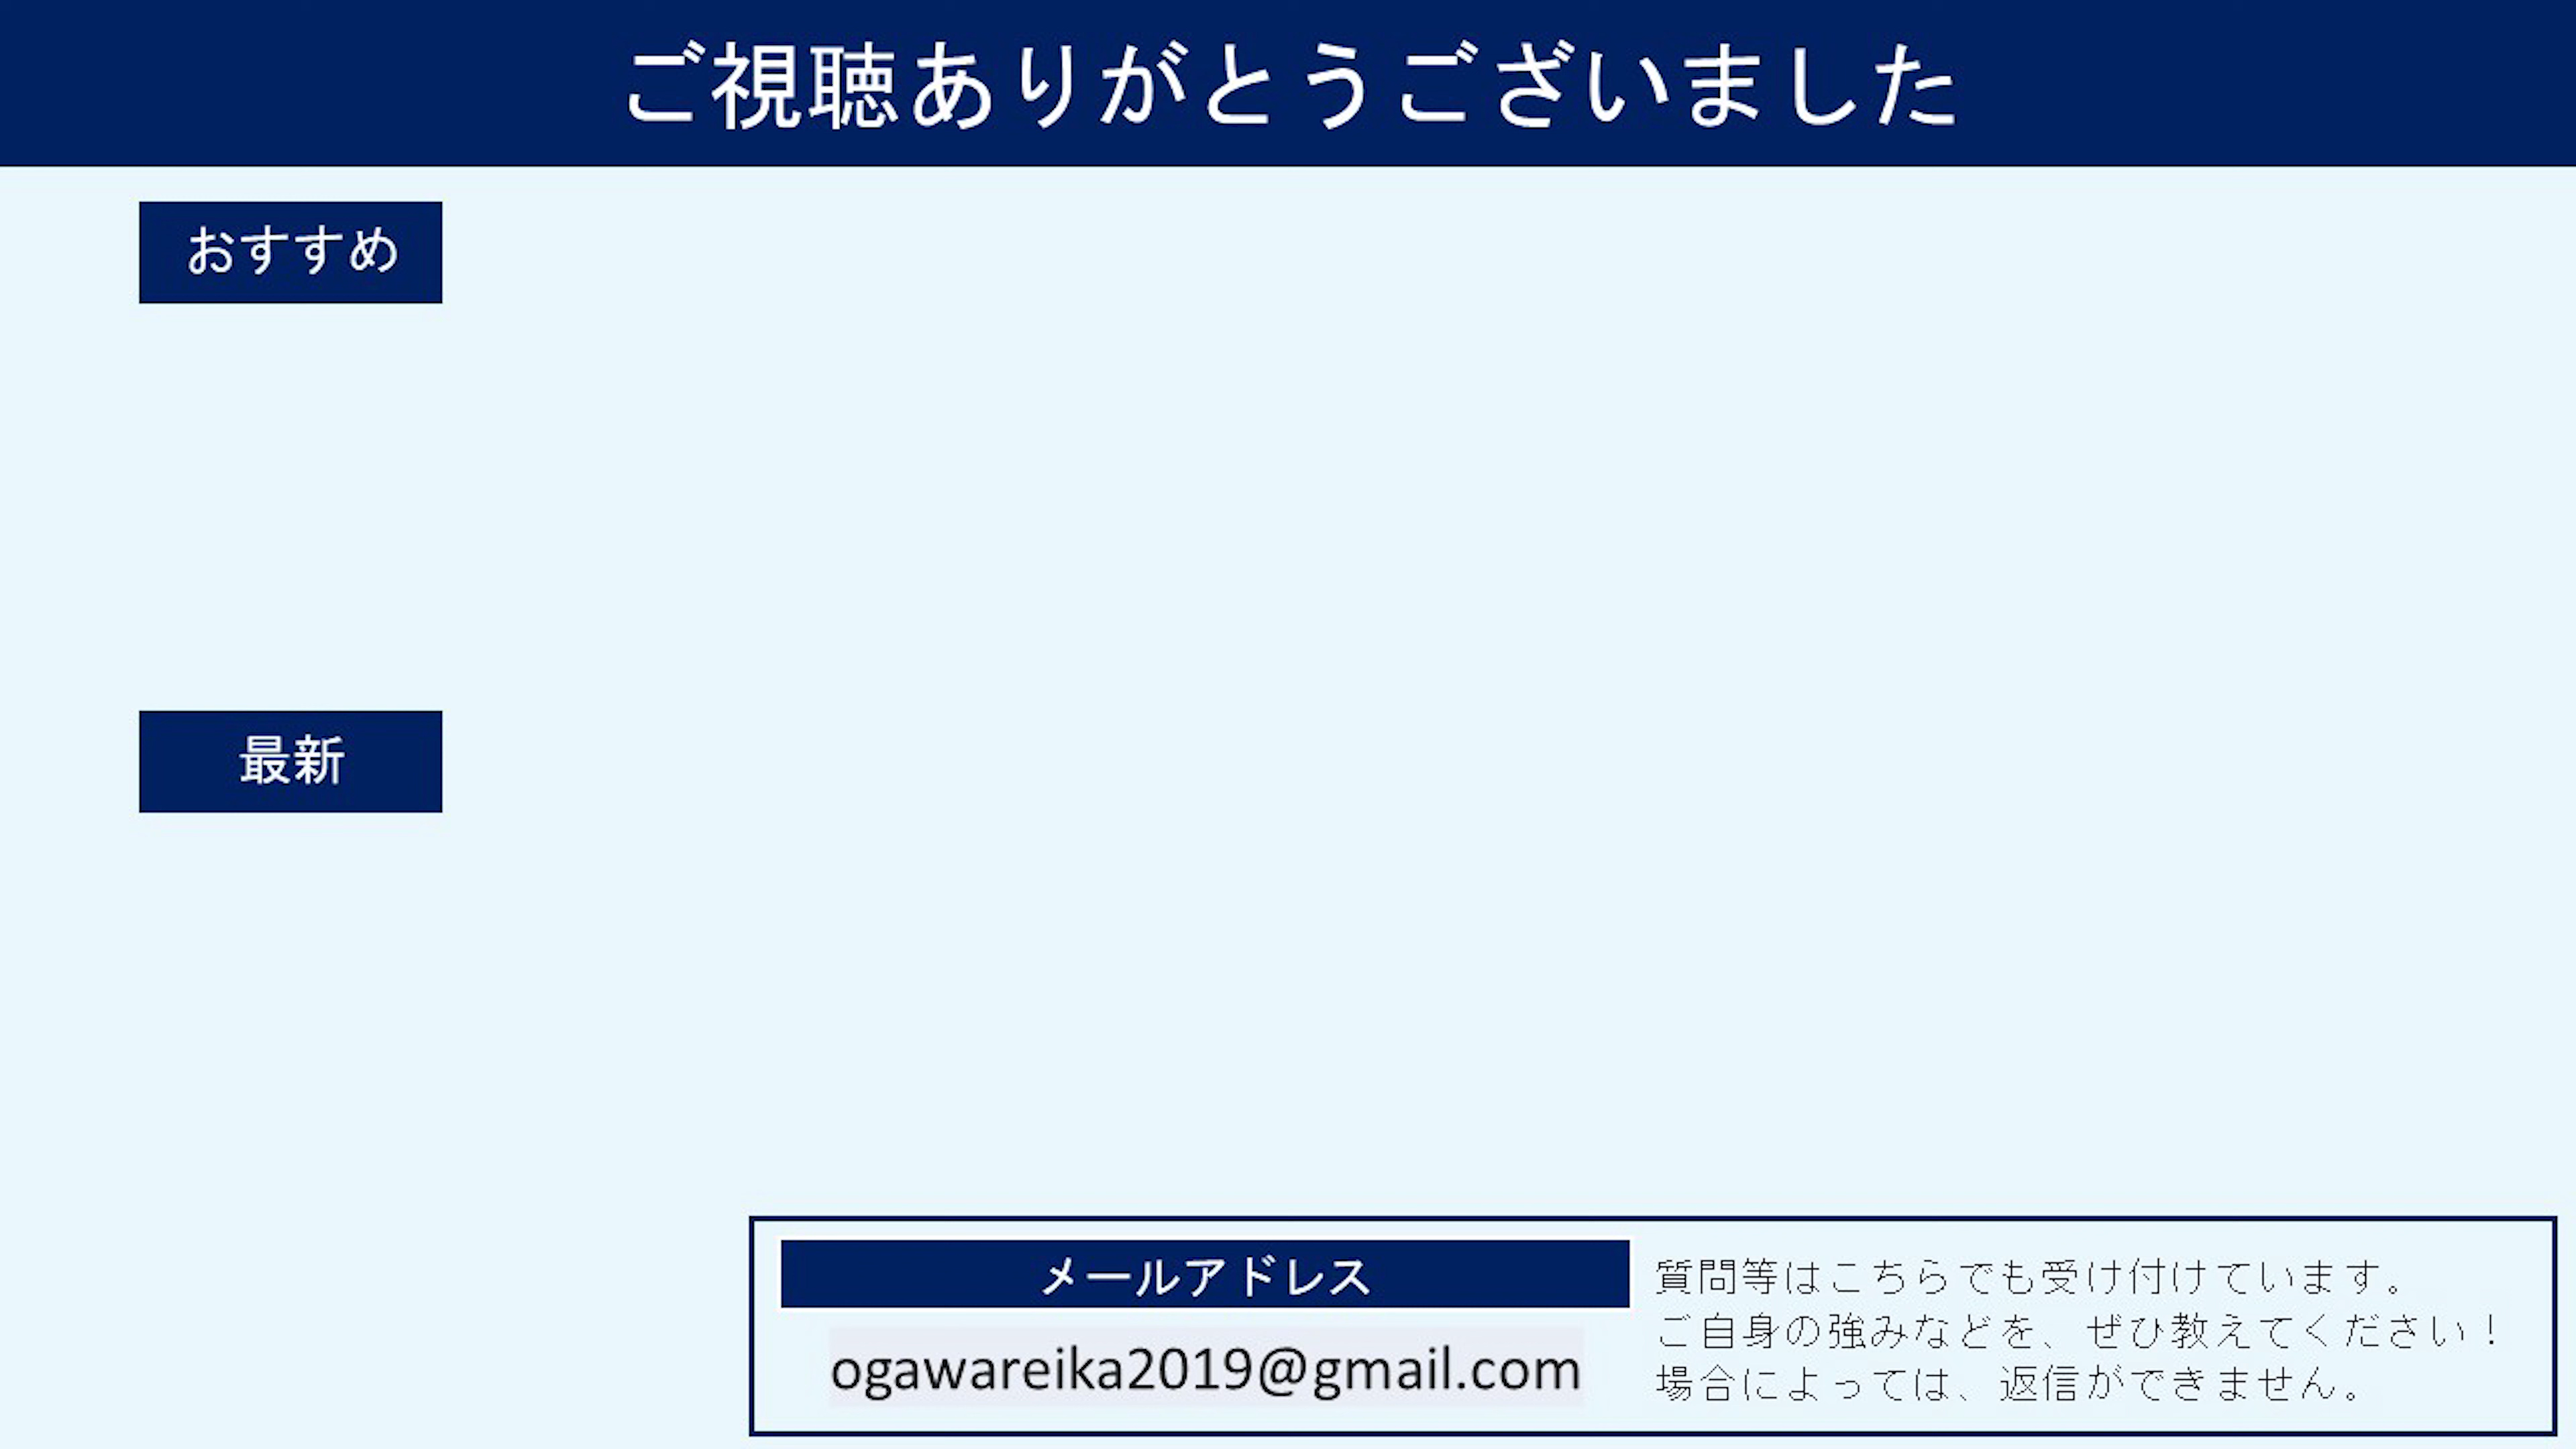 ご視聴ありがとうございました
おすすめ
最新
メールアドレス
ogawareika2019@gmail.com
質問等はこちらでも受け付けています。
ご自身の強みなどを、ぜひ教えてください！
場合によっては、返信ができません。